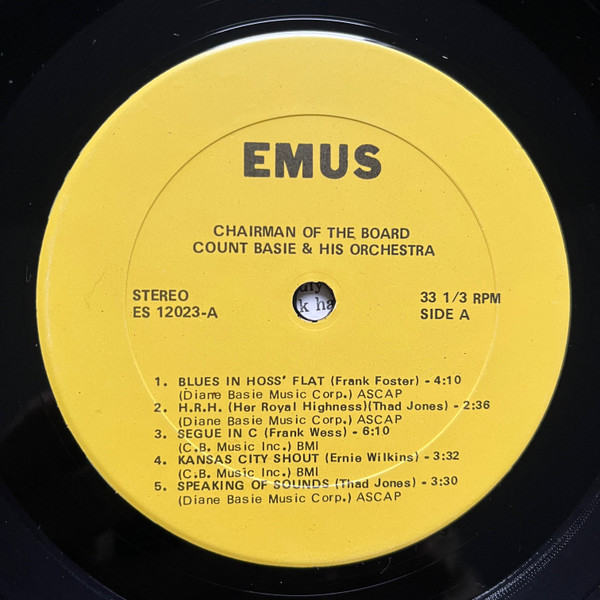 EMUS
CHAIRMAN OF THE BOARD
COUNT BASIE & HIS ORCHESTRA
STEREO
ES 12023-A
33 1/3 RPM
SIDE A
1. BLUES IN HOSS' FLAT (Frank Foster) - 4:10
(Diane Basie Music Corp.) ASCAP
2. H.R.H. (Her Royal Highness)(Thad Jones) - 2:36
(Diane Basie Music Corp.) ASCAP
3. SEGUE IN C (Frank Wess) - 6:10
(C.B. Music Inc.) BMI
4. KANSAS CITY SHOUT (Ernie Wilkins) - 3:32
(C.B. Music Inc.) BMI
5. SPEAKING OF SOUNDS (Thad Jones) - 3:30
(Diane Basie Music Corp.) ASCAP